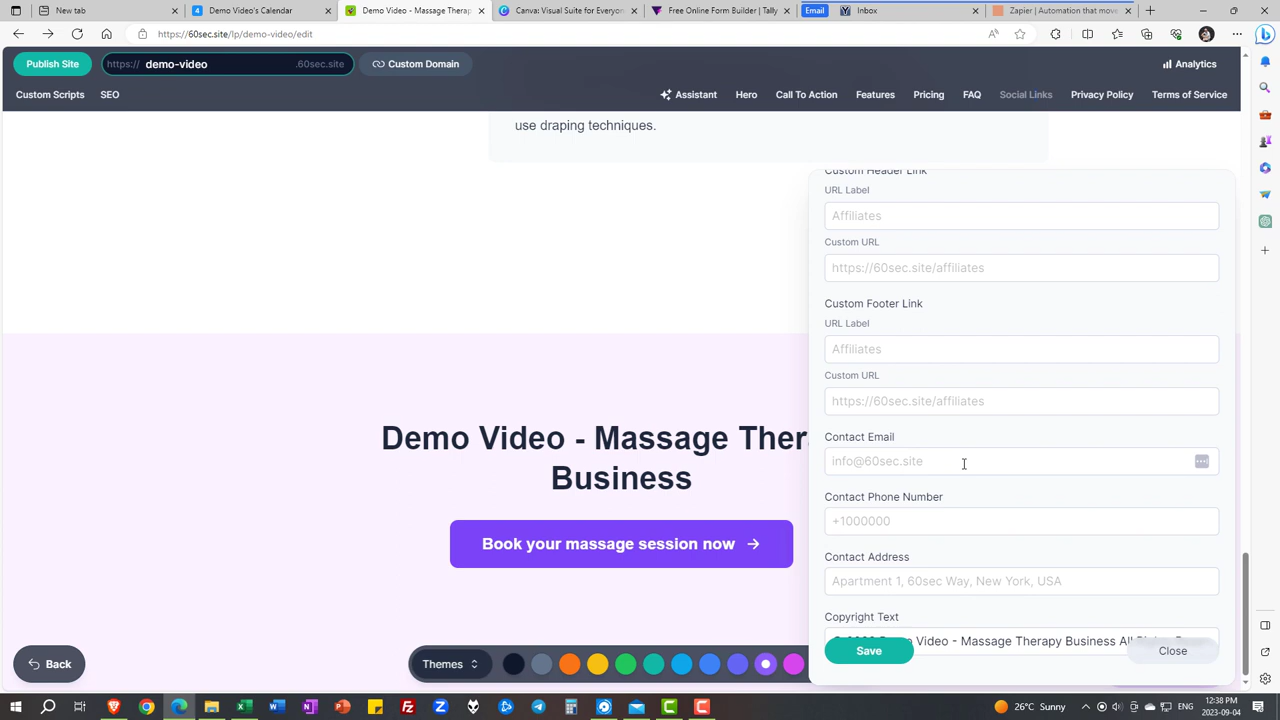 New tab
Demo Video's Calendar
Demo Video - Massage Therap
Canva: Visual Suite for Everyone
Free Online Form Builder | Tally
Email
Inbox
Zapier | Automation that move
https://60sec.site/lp/demo-video/edit
Publish Site
https://
demo-video
.60sec.site
Custom Domain
Analytics
Custom Scripts
SEO
Assistant
Hero
Call To Action
Features
Pricing
FAQ
Social Links
Privacy Policy
Terms of Service
use draping techniques.
Custom Header Link
URL Label
Affiliates
Custom URL
https://60sec.site/affiliates
Custom Footer Link
URL Label
Affiliates
Custom URL
https://60sec.site/affiliates
Contact Email
info@60sec.site
Contact Phone Number
+1000000
Contact Address
Apartment 1, 60sec Way, New York, USA
Copyright Text
Video - Massage Therapy Business All
Save
Close
Demo Video - Massage Ther
Business
Book your massage session now
Back
Themes
26°C Sunny
ENG
12:38 PM
2023-09-04